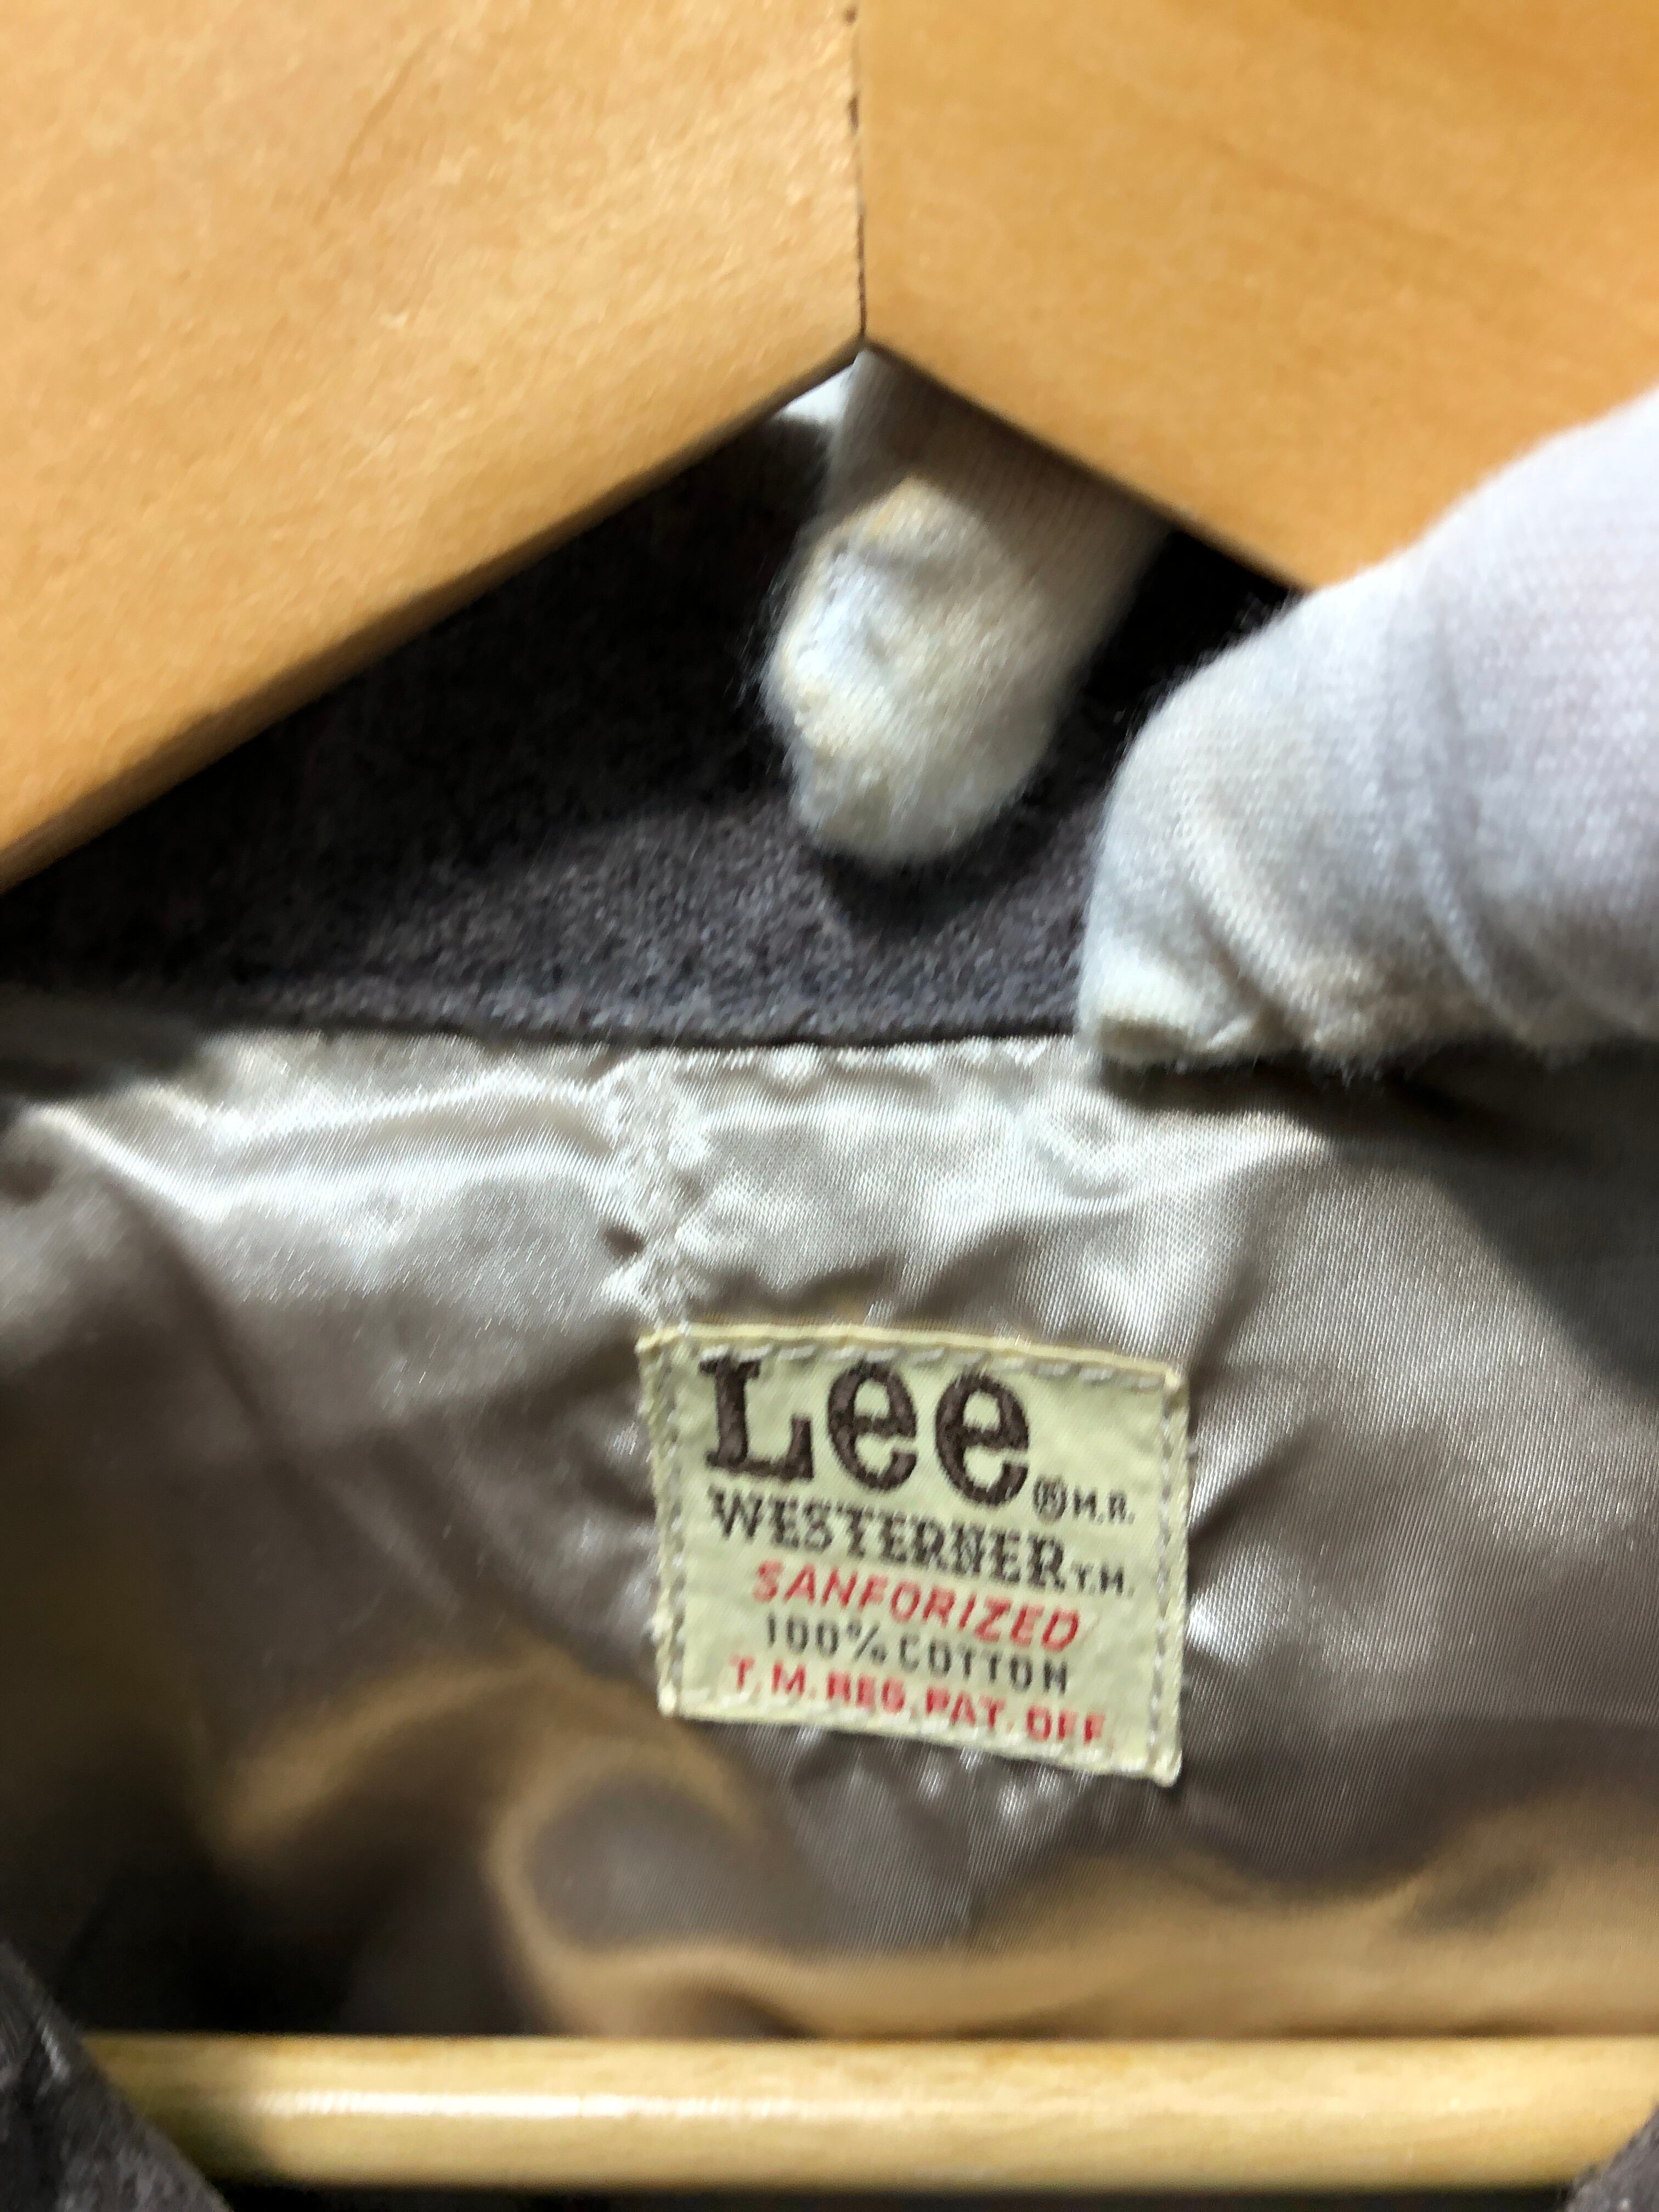 Lee ® M.R.
WESTERNER T.M.
SANFORIZED
100% COTTON
T.M. REG. PAT. OFF.